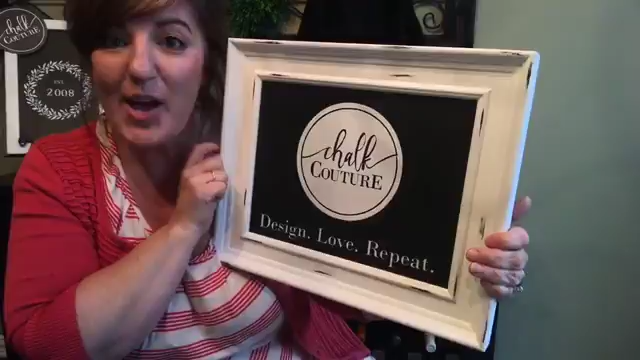 chalk
COUTURE
EST.
2008
chalk
COUTURE
Design. Love. Repeat.